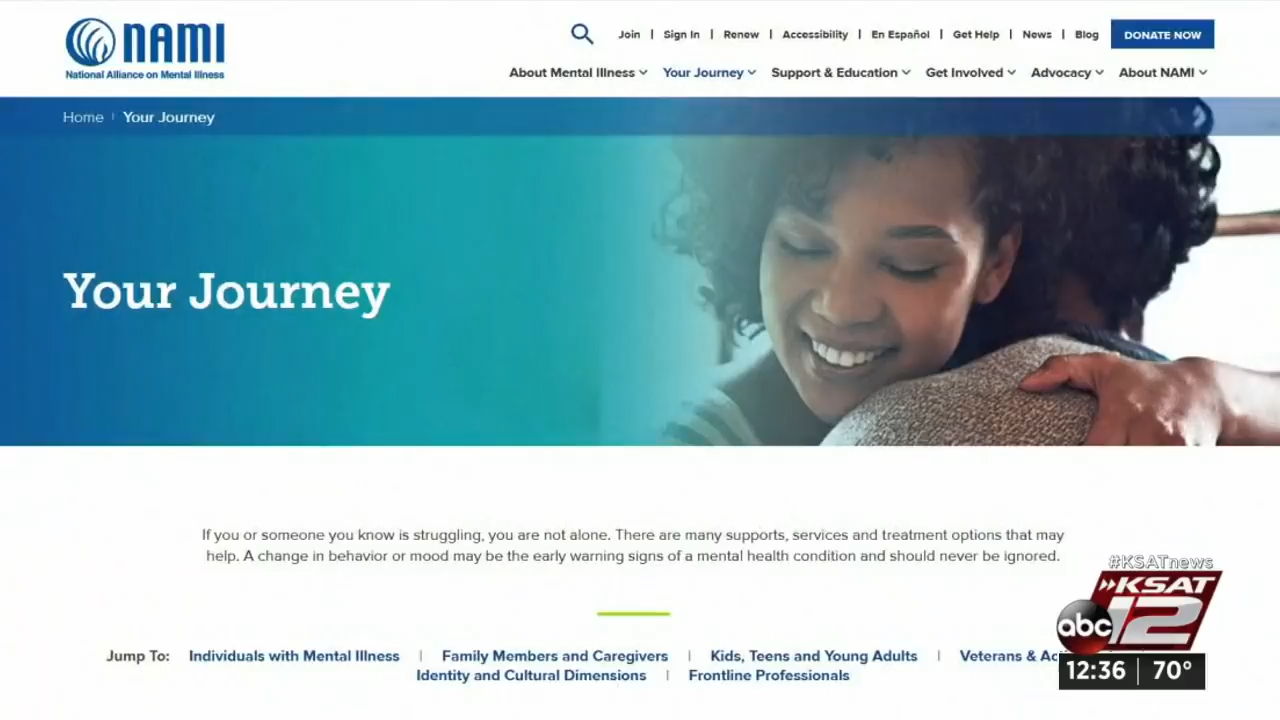 NAMI
National Alliance on Mental Illness
Join | Sign In | Renew | Accessibility | En Español | Get Help | News | Blog DONATE NOW
About Mental Illness Your Journey Support & Education Get Involved Advocacy About NAMI
Home | Your Journey
Your Journey
If you or someone you know is struggling, you are not alone. There are many supports, services and treatment options that may
help. A change in behavior or mood may be the early warning signs of a mental health condition and should never be ignored.
#KSATnews
KSAT
abc 12
Jump To: Individuals with Mental Illness | Family Members and Caregivers | Kids, Teens and Young Adults | Veterans &
Identity and Cultural Dimensions | Frontline Professionals
12:36 | 70°